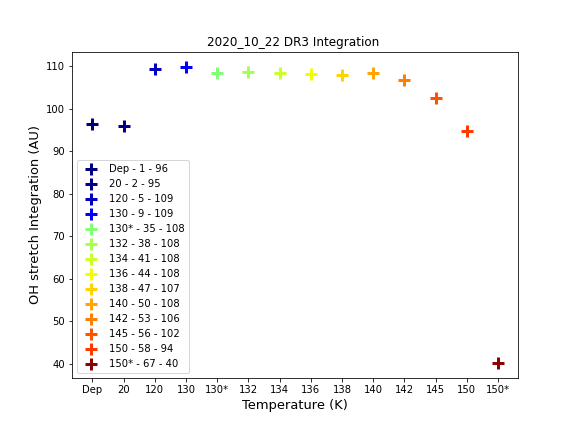 2020_10_22 DR3 Integration
OH stretch Integration (AU)
110
100
90
80
70
60
50
40
Dep - 1 - 96
20 - 2 - 95
120 - 5 - 109
130 - 9 - 109
130* - 35 - 108
132 - 38 - 108
134 - 41 - 108
136 - 44 - 108
138 - 47 - 107
140 - 50 - 108
142 - 53 - 106
145 - 56 - 102
150 - 58 - 94
150* - 67 - 40
Dep 20 120 130 130* 132 134 136 138 140 142 145 150 150*
Temperature (K)